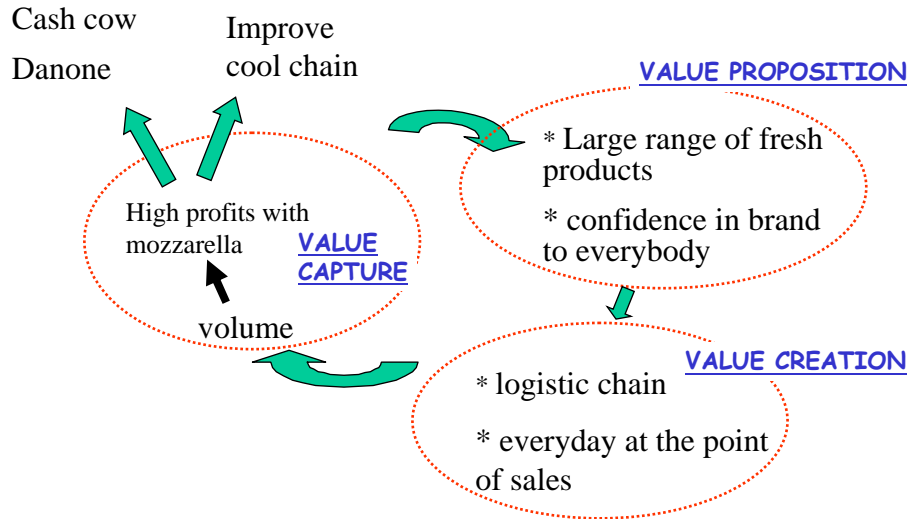 Cash cow
Danone
Improve
cool chain
VALUE PROPOSITION
* Large range of fresh
products
* confidence in brand
to everybody
High profits with
mozzarella
VALUE
CAPTURE
volume
VALUE CREATION
* logistic chain
* everyday at the point
of sales